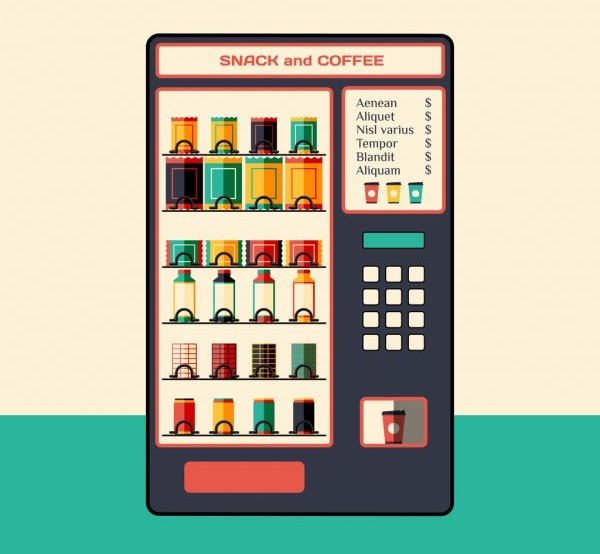 SNACK and COFFEE
Aenean $
Aliquet $
Nisl varius $
Tempor $
Blandit $
Aliquam $